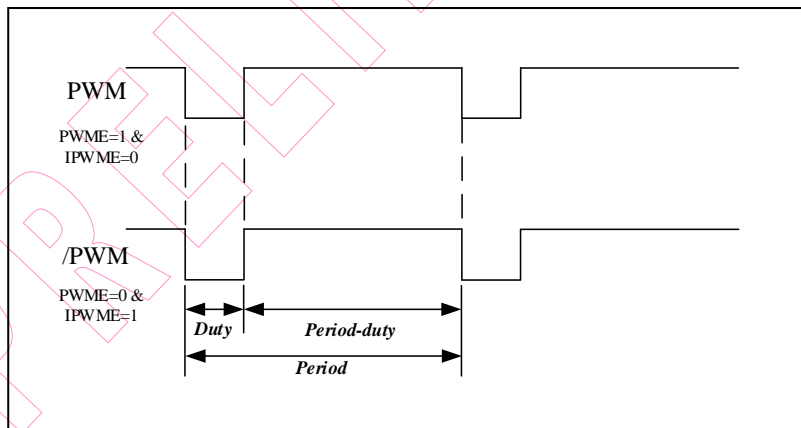 PWM
PWME=1 &
IPWME=0
/PWM
PWME=0 &
IPWME=1
Duty
Period-duty
Period